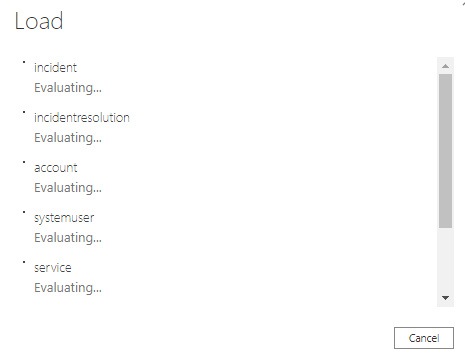 Load
incident
Evaluating...
incidentresolution
Evaluating...
account
Evaluating...
systemuser
Evaluating...
service
Evaluating...
Cancel